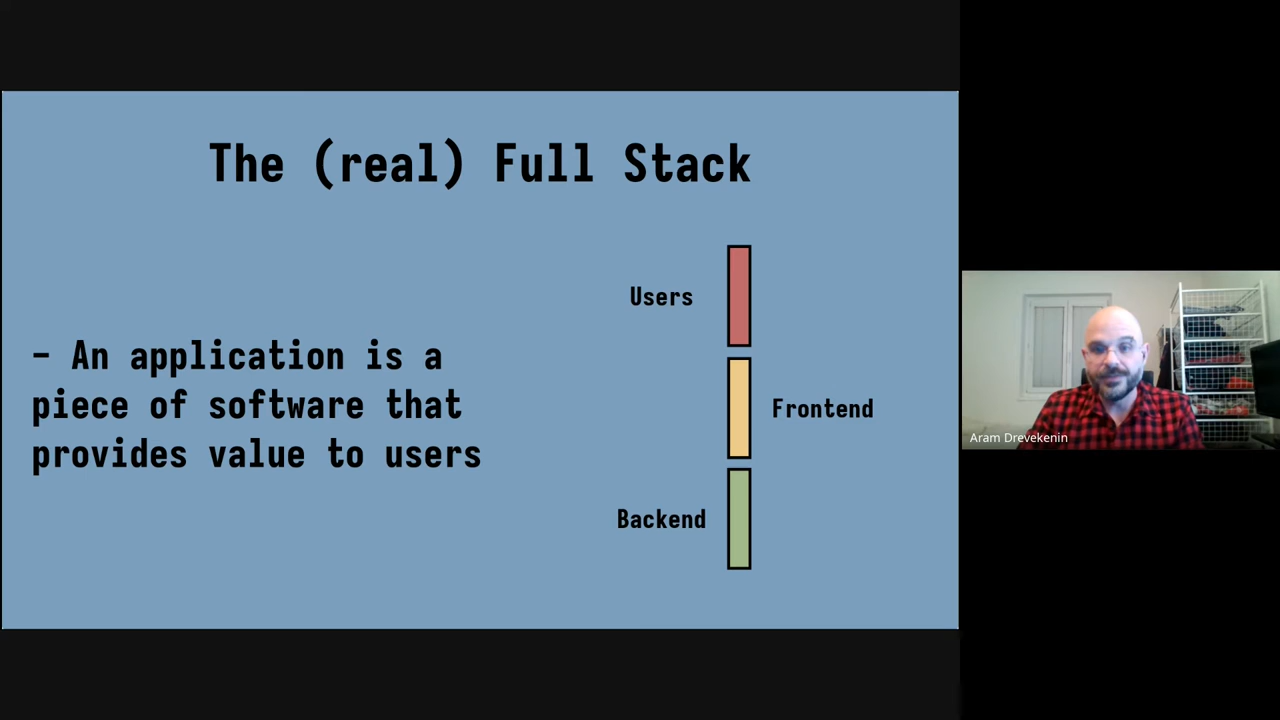 The (real) Full Stack
Users
- An application is a
piece of software that
provides value to users
Frontend
Backend
Aram Drevekenin